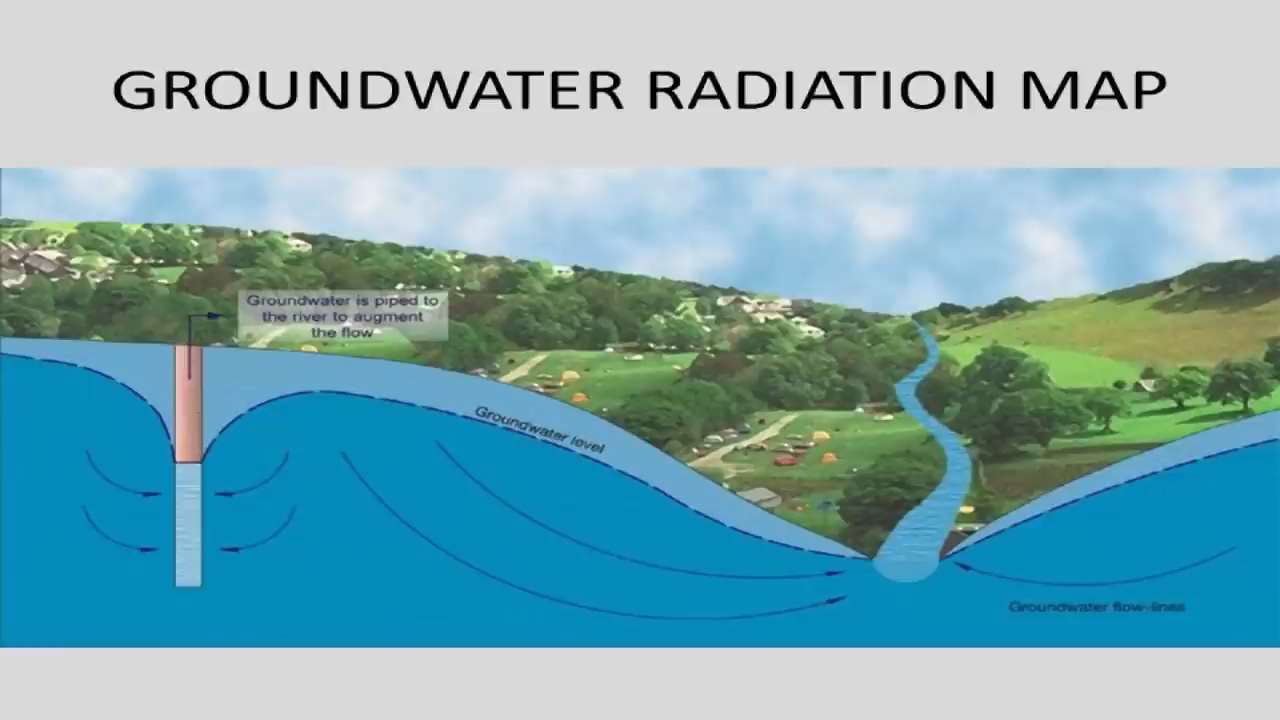 GROUNDWATER RADIATION MAP
Groundwater is piped to
the river to augment
the flow
Groundwater level
Groundwater flow-lines